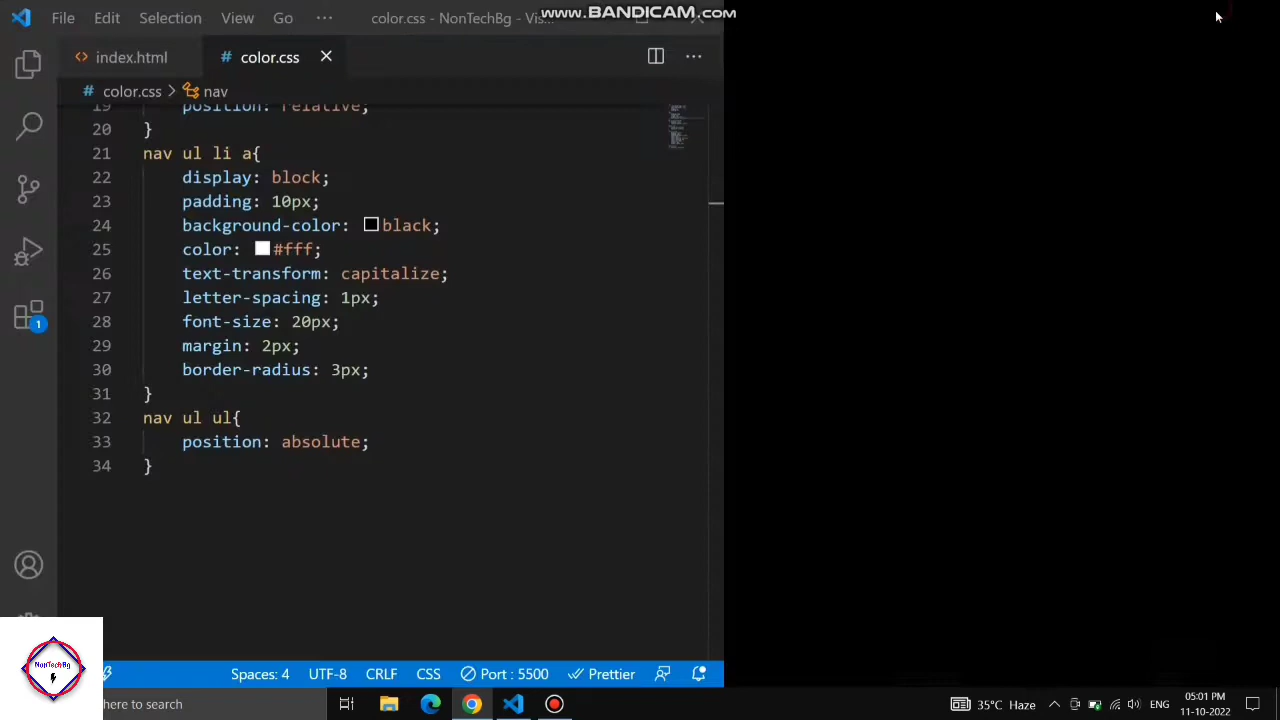 File Edit Selection View Go ··· color.css - NonTechBg - Vis...
www.BANDICAM.com
index.html
# color.css
# color.css > nav
19 position: relative;
20 }
21 nav ul li a{
22 display: block;
23 padding: 10px;
24 background-color: black;
25 color: #fff;
26 text-transform: capitalize;
27 letter-spacing: 1px;
28 font-size: 20px;
29 margin: 2px;
30 border-radius: 3px;
31 }
32 nav ul ul{
33 position: absolute;
34 }
1
NonTechBg
Spaces: 4 UTF-8 CRLF CSS Port : 5500 Prettier
here to search
35°C Haze
ENG
05:01 PM
11-10-2022